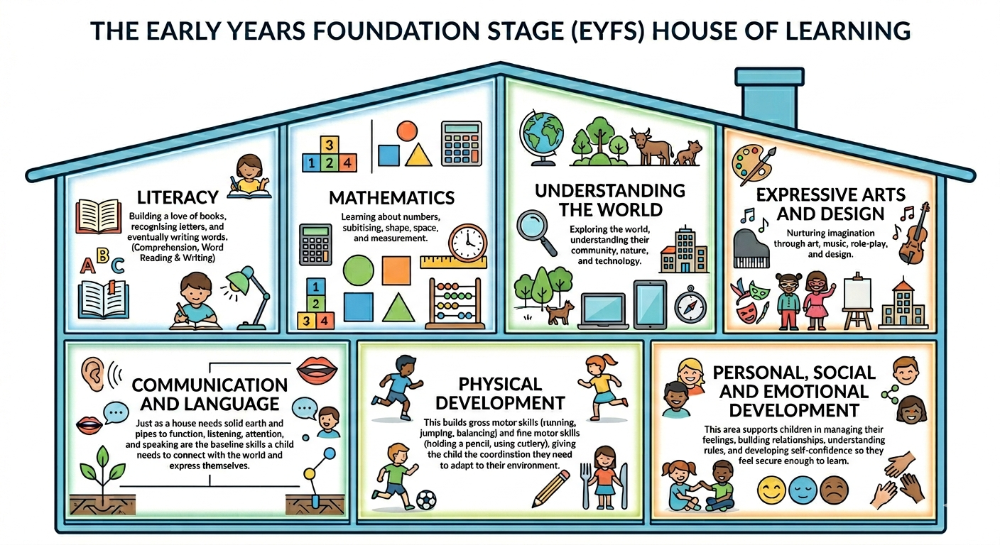 THE EARLY YEARS FOUNDATION STAGE (EYFS) HOUSE OF LEARNING
LITERACY
Building a love of books,
recognising letters, and
eventually writing words.
(Comprehension, Word
Reading & Writing)
A B C
3
1 2 4
MATHEMATICS
Learning about numbers,
subitising, shape, space,
and measurement.
1
2
3 4
UNDERSTANDING
THE WORLD
Exploring the world,
understanding their
community, nature,
and technology.
EXPRESSIVE ARTS
AND DESIGN
Nurturing imagination
through art, music, role-play,
and design.
COMMUNICATION
AND LANGUAGE
Just as a house needs solid earth and
pipes to function, listening, attention,
and speaking are the baseline skills a child
needs to connect with the world and
express themselves.
PHYSICAL
DEVELOPMENT
This builds gross motor skills (running,
jumping, balancing) and fine motor skills
(holding a pencil, using cutlery), giving
the child the coordinstion they need
to adapt to their environment.
PERSONAL, SOCIAL
AND EMOTIONAL
DEVELOPMENT
This area supports children in managing their
feelings, building relationships, understanding
rules, and developing self-confidence so they
feel secure enough to learn.